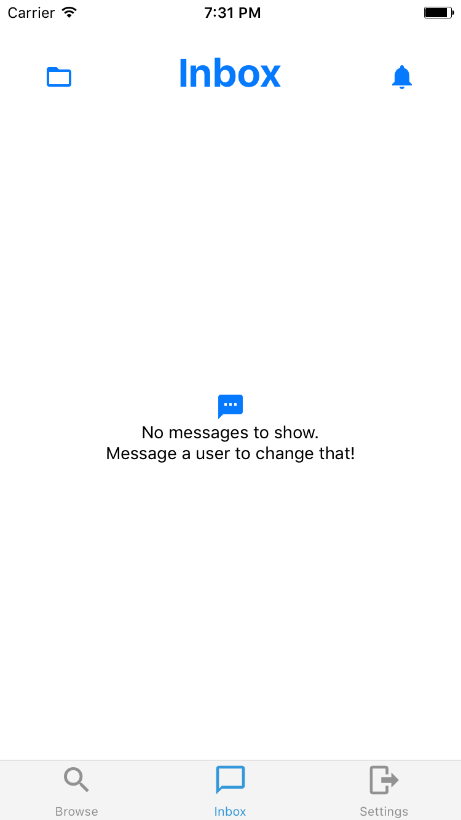 Carrier 7:31 PM
Inbox
No messages to show.
Message a user to change that!
Browse Inbox Settings